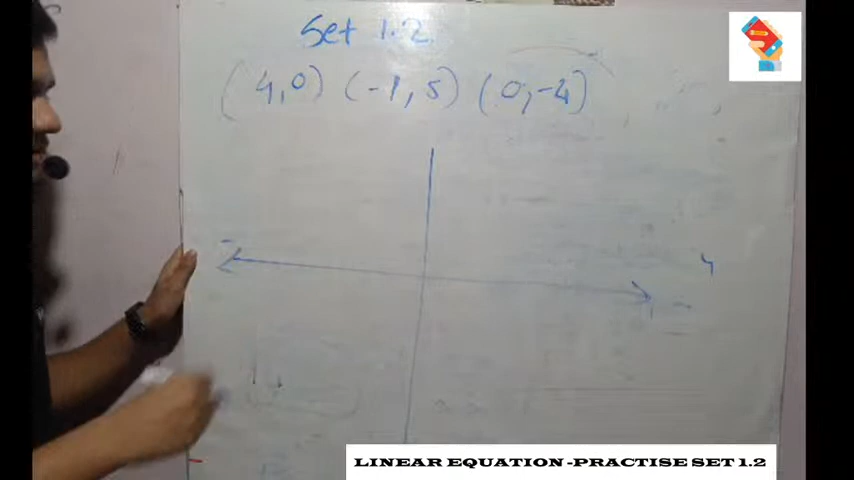 Set 1.2
(4,0) (-1,5) (0,-4)
LINEAR EQUATION -PRACTISE SET 1.2